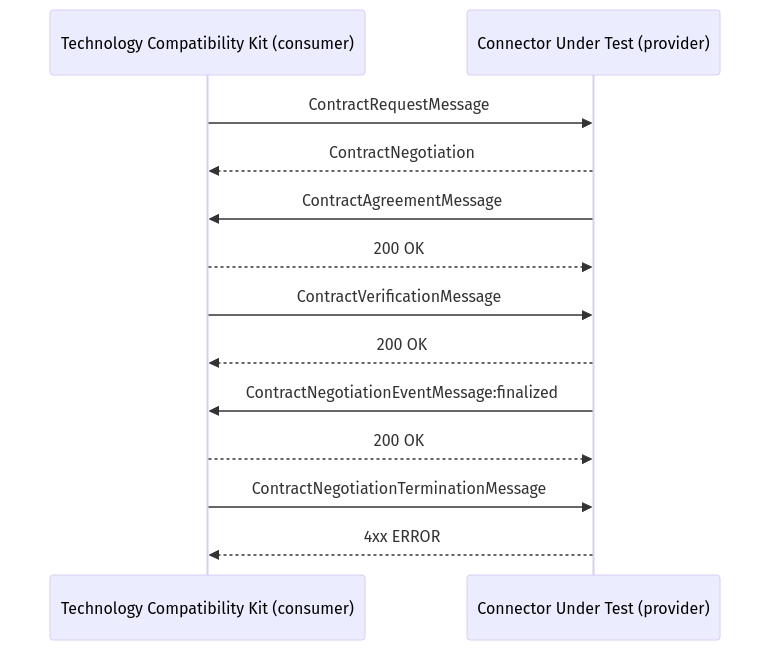 Technology Compatibility Kit (consumer)
Connector Under Test (provider)
ContractRequestMessage
ContractNegotiation
ContractAgreementMessage
200 OK
ContractVerificationMessage
200 OK
ContractNegotiationEventMessage:finalized
200 OK
ContractNegotiationTerminationMessage
4xx ERROR
Technology Compatibility Kit (consumer)
Connector Under Test (provider)